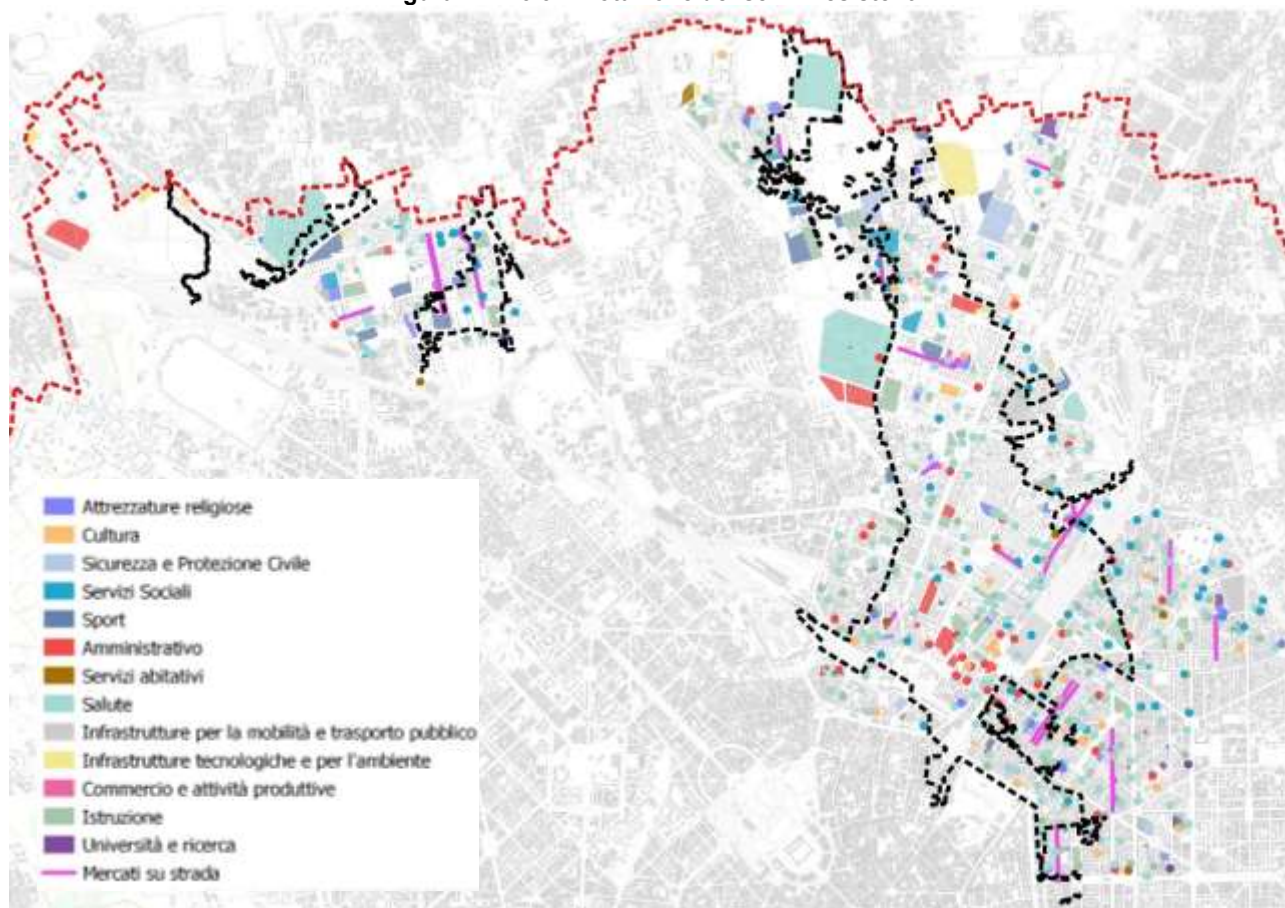 Attrezzature religiose
Cultura
Sicurezza e Protezione Civile
Servizi Sociali
Sport
Amministrativo
Servizi abitativi
Salute
Infrastrutture per la mobilità e trasporto pubblico
Infrastrutture tecnologiche e per l'ambiente
Commercio e attività produttive
Istruzione
Università e ricerca
Mercati su strada